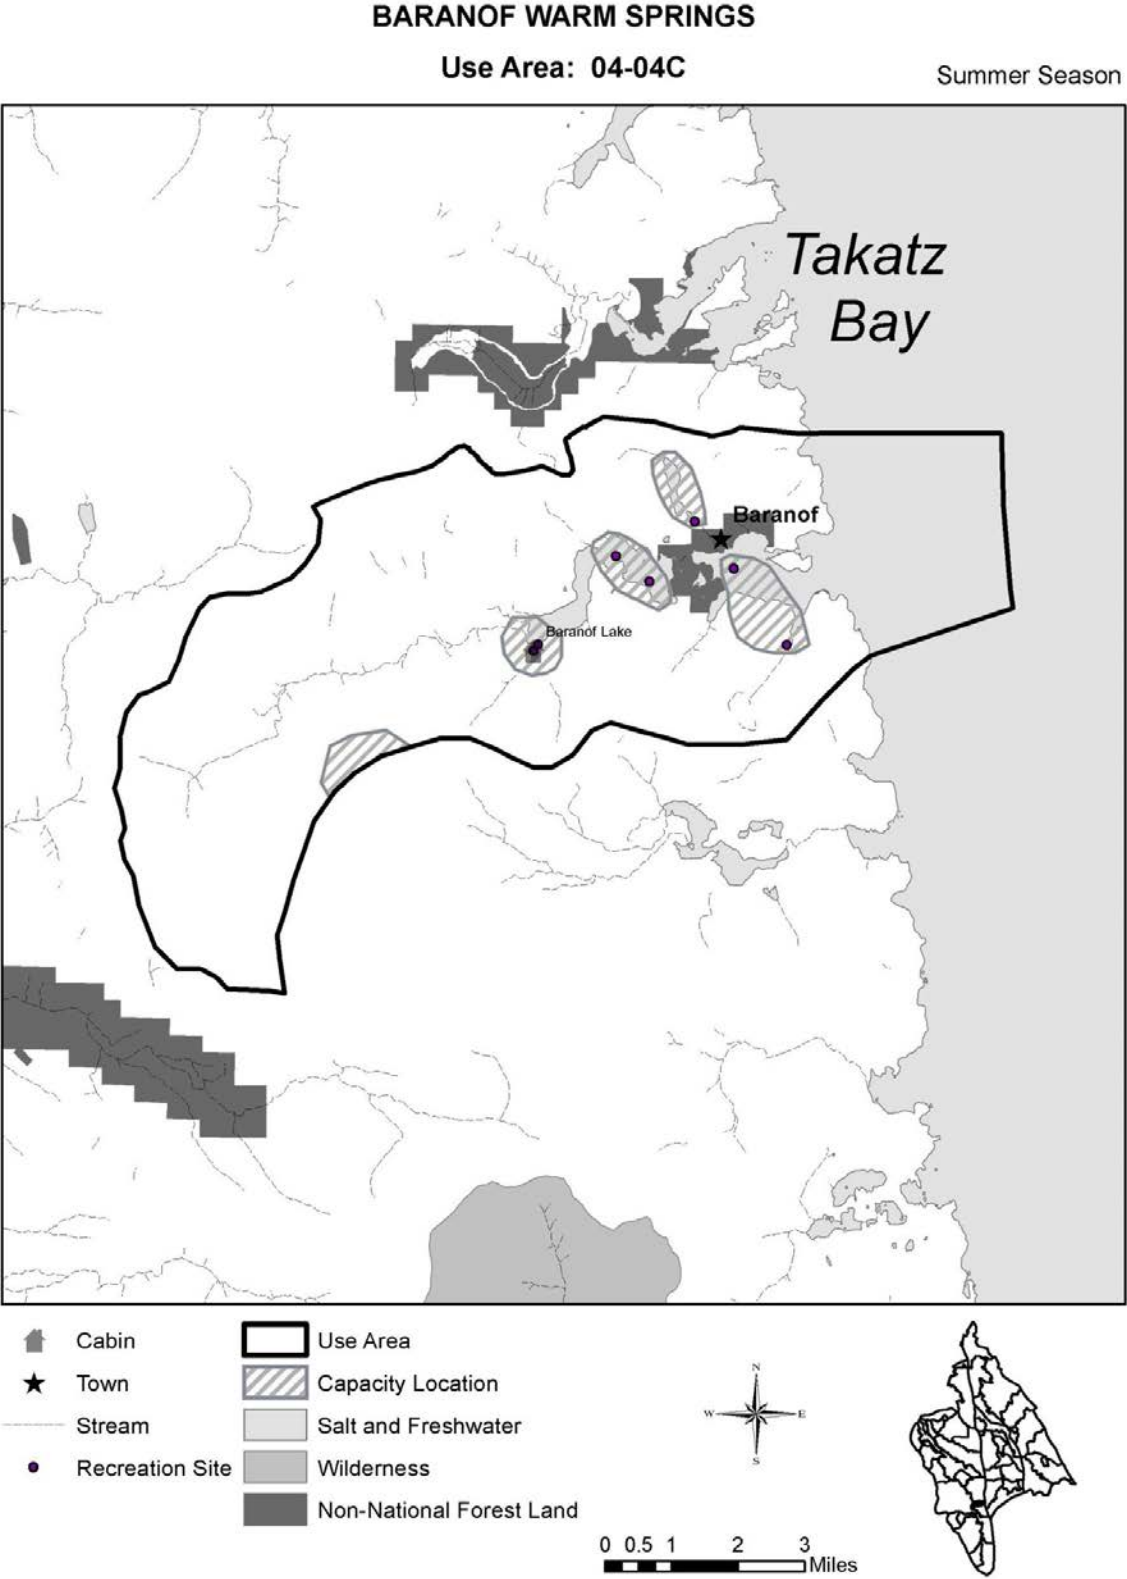 BARANOF WARM SPRINGS
Use Area: 04-04C
Summer Season
Takatz
Bay
Baranof
Baranof Lake
Cabin
Town
Stream
Recreation Site
Use Area
Capacity Location
Salt and Freshwater
Wilderness
Non-National Forest Land
N
W E
S
0 0.5 1 2 3
Miles